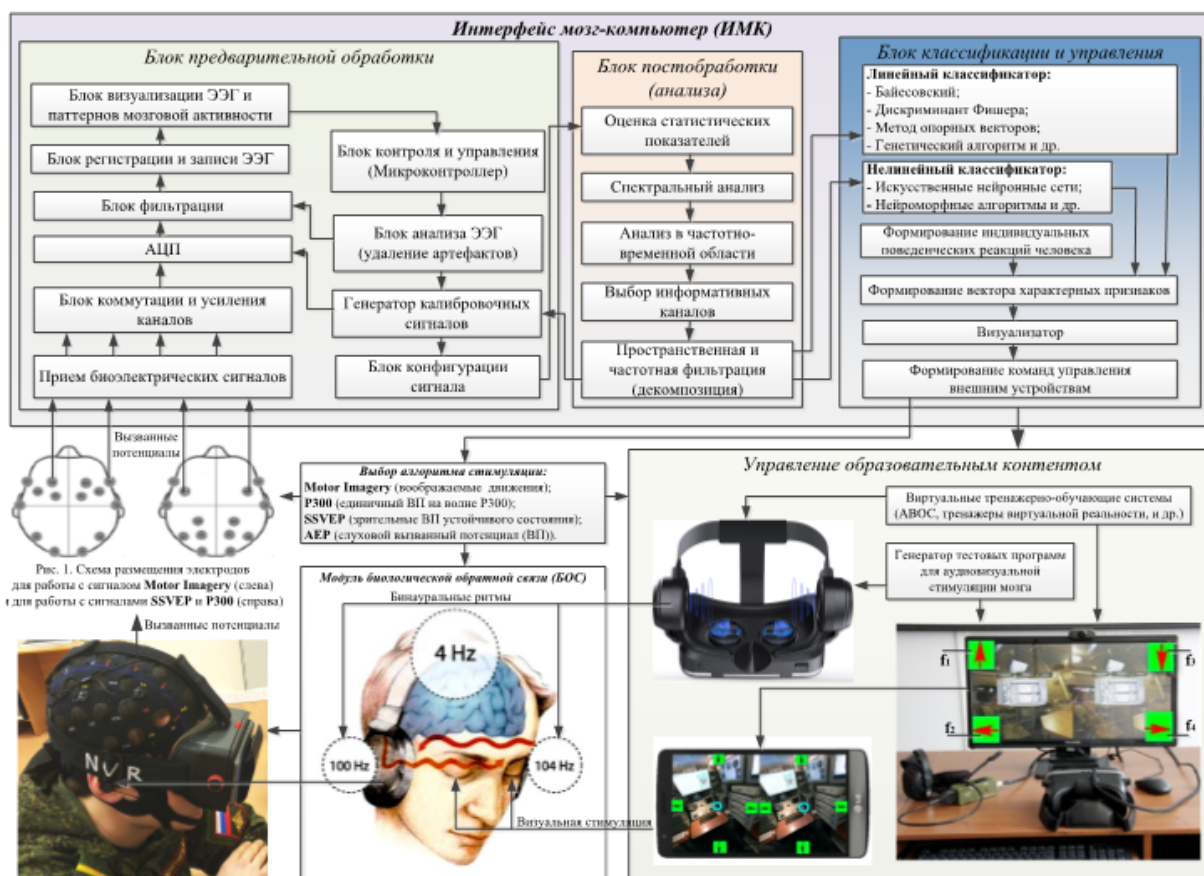 Интерфейс мозг-компьютер (ИМК)
Блок предварительной обработки
Блок визуализации ЭЭГ и
паттернов мозговой активности
Блок регистрации и записи ЭЭГ
Блок фильтрации
АЦП
Блок коммутации и усиления
каналов
Прием биоэлектрических сигналов
Блок контроля и управления
(Микроконтроллер)
Блок анализа ЭЭГ
(удаление артефактов)
Генератор калибровочных
сигналов
Блок конфигурации
сигнала
Блок постобработки
(анализа)
Оценка статистических
показателей
Спектральный анализ
Анализ в частотно-
временной области
Выбор информативных
каналов
Пространственная и
частотная фильтрация
(декомпозиция)
Блок классификации и управления
Линейный классификатор:
- Байесовский;
- Дискриминант Фишера;
- Метод опорных векторов;
- Генетический алгоритм и др.
Нелинейный классификатор:
- Искусственные нейронные сети;
- Нейроморфные алгоритмы и др.
Формирование индивидуальных
поведенческих реакций человека
Формирование вектора характерных признаков
Визуализатор
Формирование команд управления
внешним устройствам
Вызванные
потенциалы
Рис. 1. Схема размещения электродов
для работы с сигналом Motor Imagery (слева)
и для работы с сигналами SSVEP и P300 (справа)
Вызванные потенциалы
NVR
Выбор алгоритма стимуляции:
Motor Imagery (воображаемые движения);
P300 (единичный ВП на волне P300);
SSVEP (зрительные ВП устойчивого состояния);
AEP (слуховой вызванный потенциал (ВП)).
Модуль биологической обратной связи (БОС)
Бинауральные ритмы
4 Hz
100 Hz
104 Hz
Визуальная стимуляция
Управление образовательным контентом
Виртуальные тренажерно-обучающие системы
(АВОС, тренажеры виртуальной реальности, и др.)
Генератор тестовых программ
для аудиовизуальной
стимуляции мозга
f1
f3
f2
f4
LG